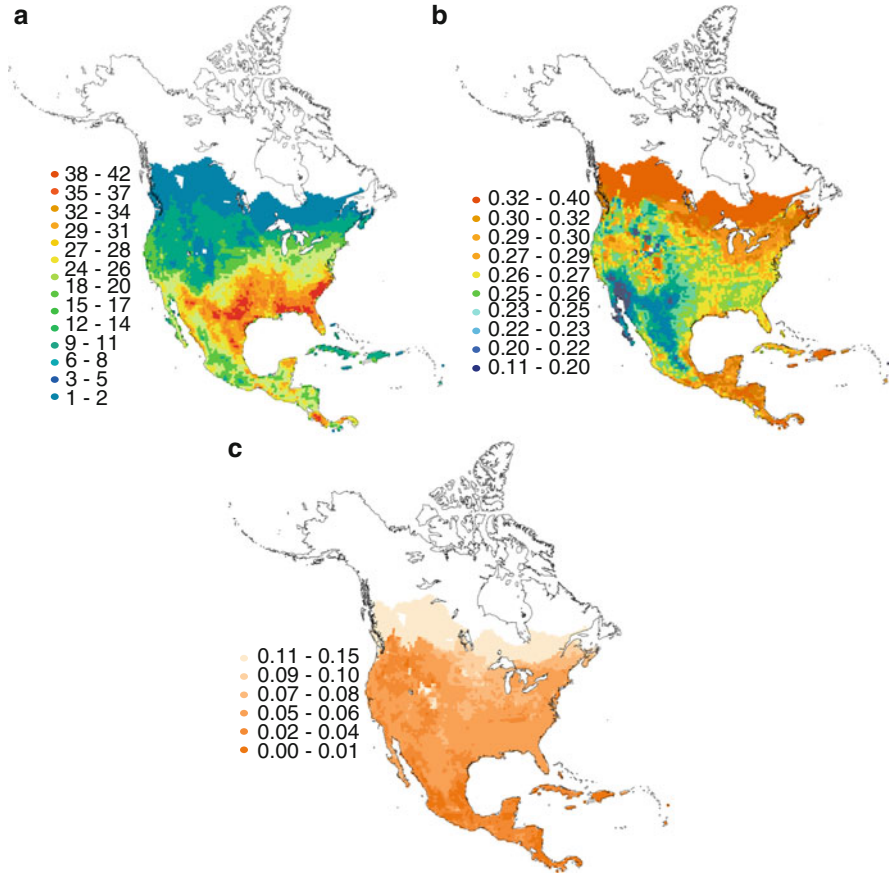 a
38 - 42
35 - 37
32 - 34
29 - 31
27 - 28
24 - 26
18 - 20
15 - 17
12 - 14
9 - 11
6 - 8
3 - 5
1 - 2
b
0.32 - 0.40
0.30 - 0.32
0.29 - 0.30
0.27 - 0.29
0.26 - 0.27
0.25 - 0.26
0.23 - 0.25
0.22 - 0.23
0.20 - 0.22
0.11 - 0.20
c
0.11 - 0.15
0.09 - 0.10
0.07 - 0.08
0.05 - 0.06
0.02 - 0.04
0.00 - 0.01